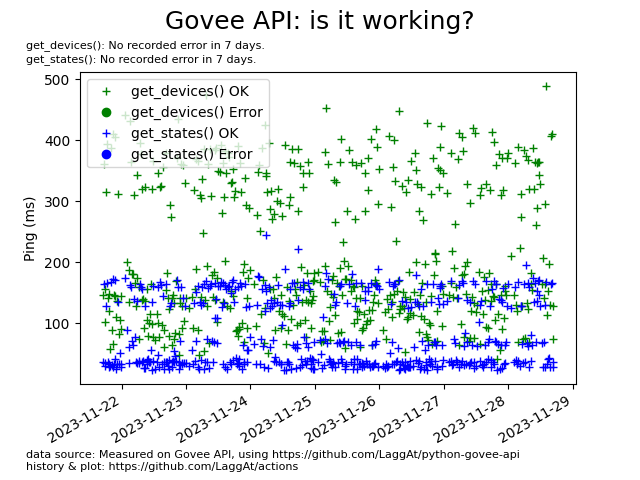 Govee API: is it working?
get_devices(): No recorded error in 7 days.
get_states(): No recorded error in 7 days.
get_devices() OK
get_devices() Error
get_states() OK
get_states() Error
Ping (ms)
500
400
300
200
100
2023-11-22
2023-11-23
2023-11-24
2023-11-25
2023-11-26
2023-11-27
2023-11-28
2023-11-29
data source: Measured on Govee API, using https://github.com/LaggAt/python-govee-api
history & plot: https://github.com/LaggAt/actions